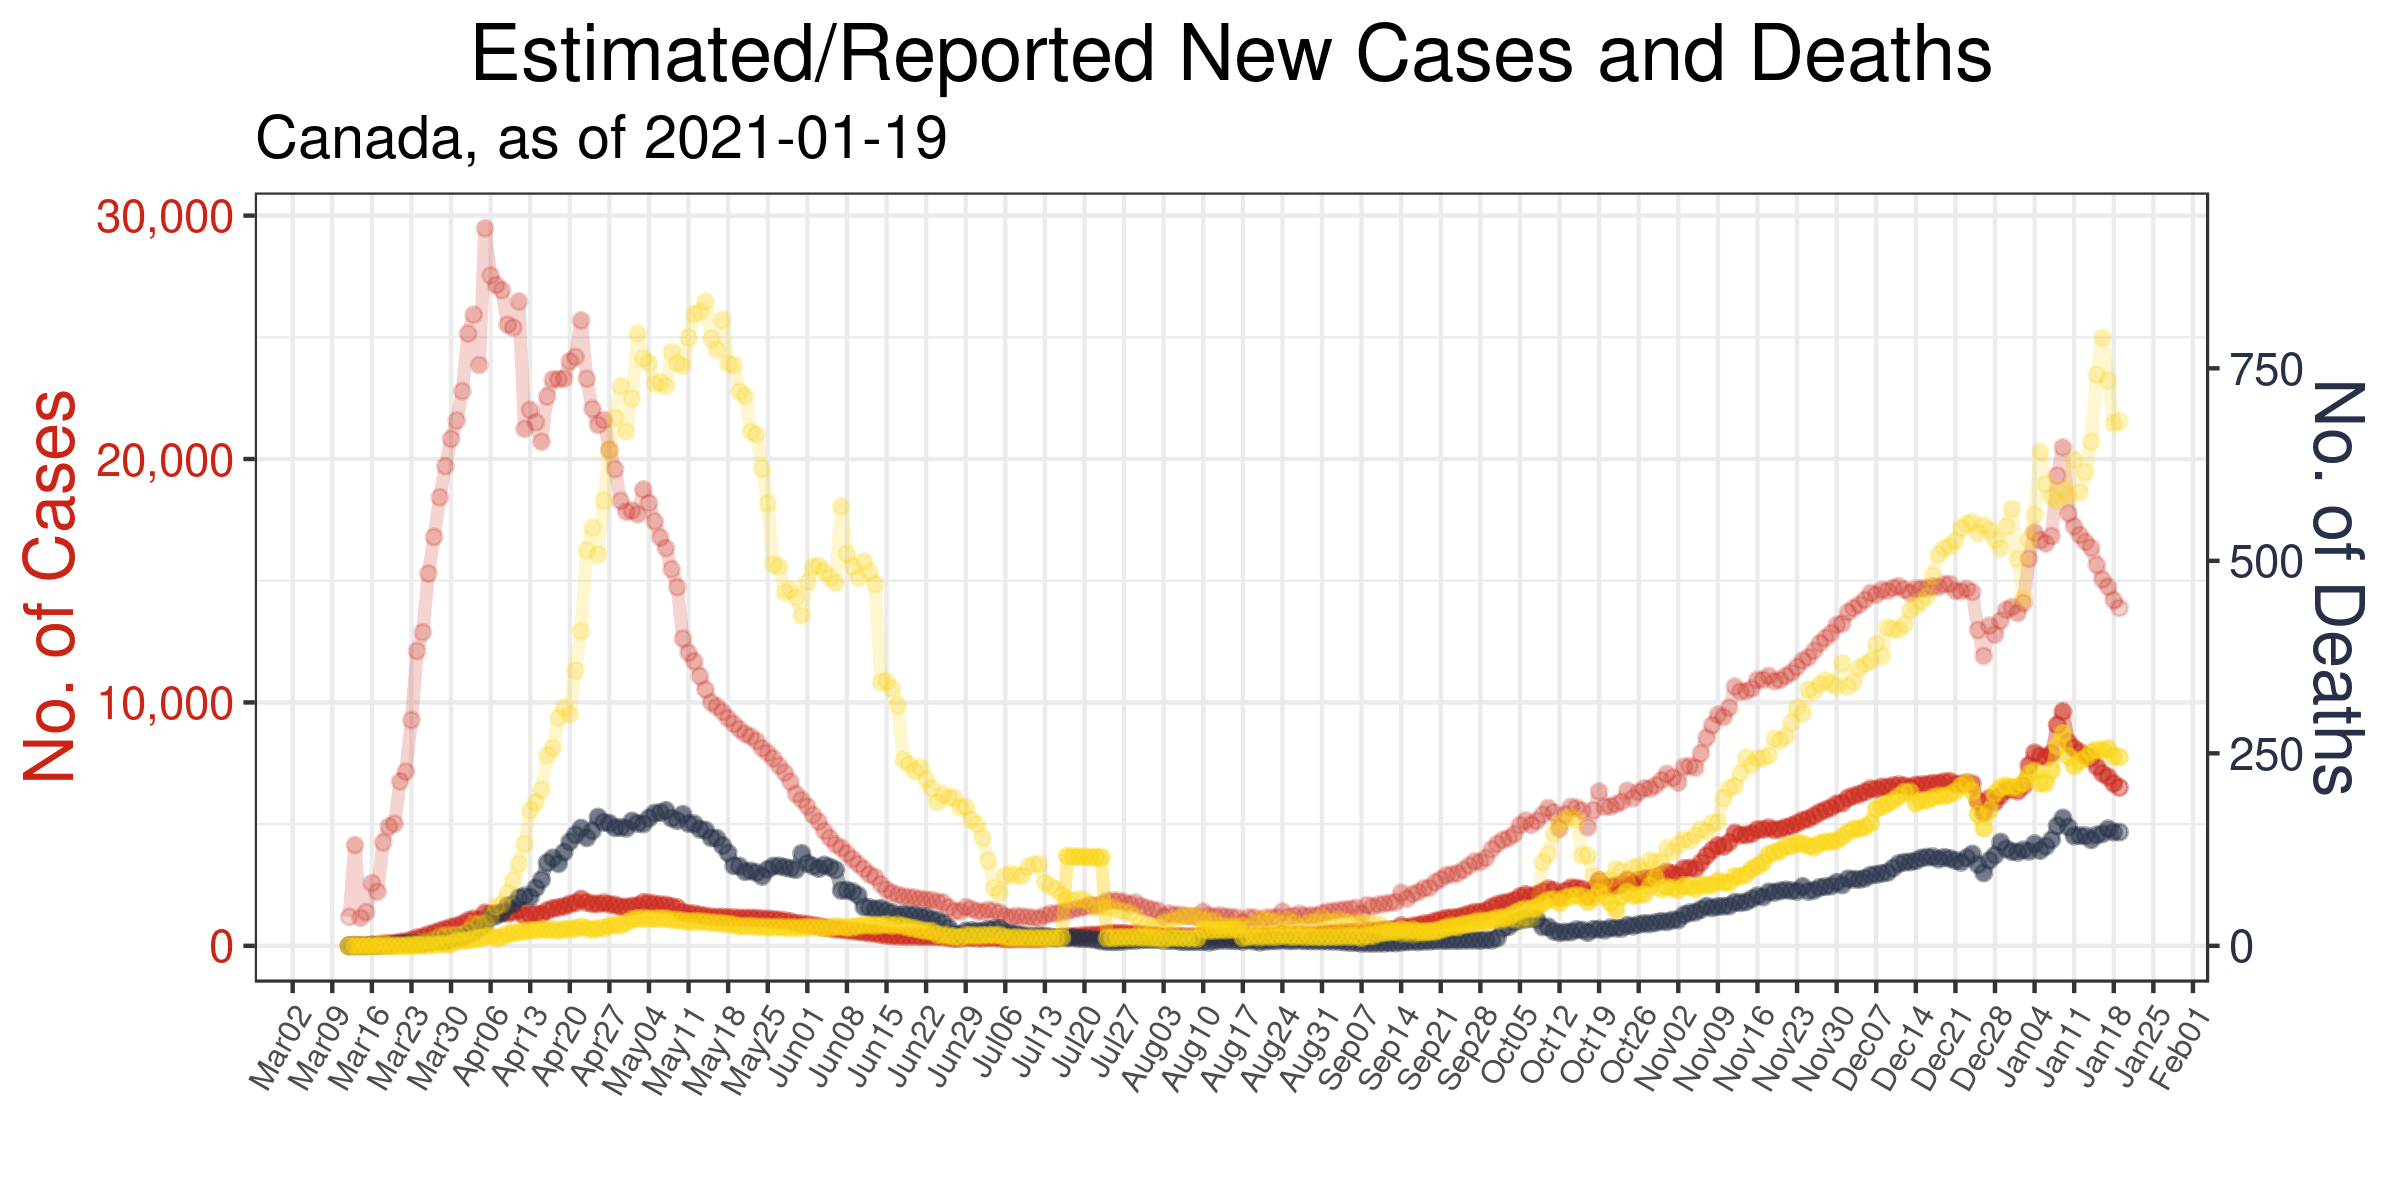 Estimated/Reported New Cases and Deaths
Canada, as of 2021-01-19
No. of Cases
30,000
20,000
10,000
0
No. of Deaths
750
500
250
0
Mar02
Mar09
Mar16
Mar23
Mar30
Apr06
Apr13
Apr20
Apr27
May04
May11
May18
May25
Jun01
Jun08
Jun15
Jun22
Jun29
Jul06
Jul13
Jul20
Jul27
Aug03
Aug10
Aug17
Aug24
Aug31
Sep07
Sep14
Sep21
Sep28
Oct05
Oct12
Oct19
Oct26
Nov02
Nov09
Nov16
Nov23
Nov30
Dec07
Dec14
Dec21
Dec28
Jan04
Jan11
Jan18
Jan25
Feb01